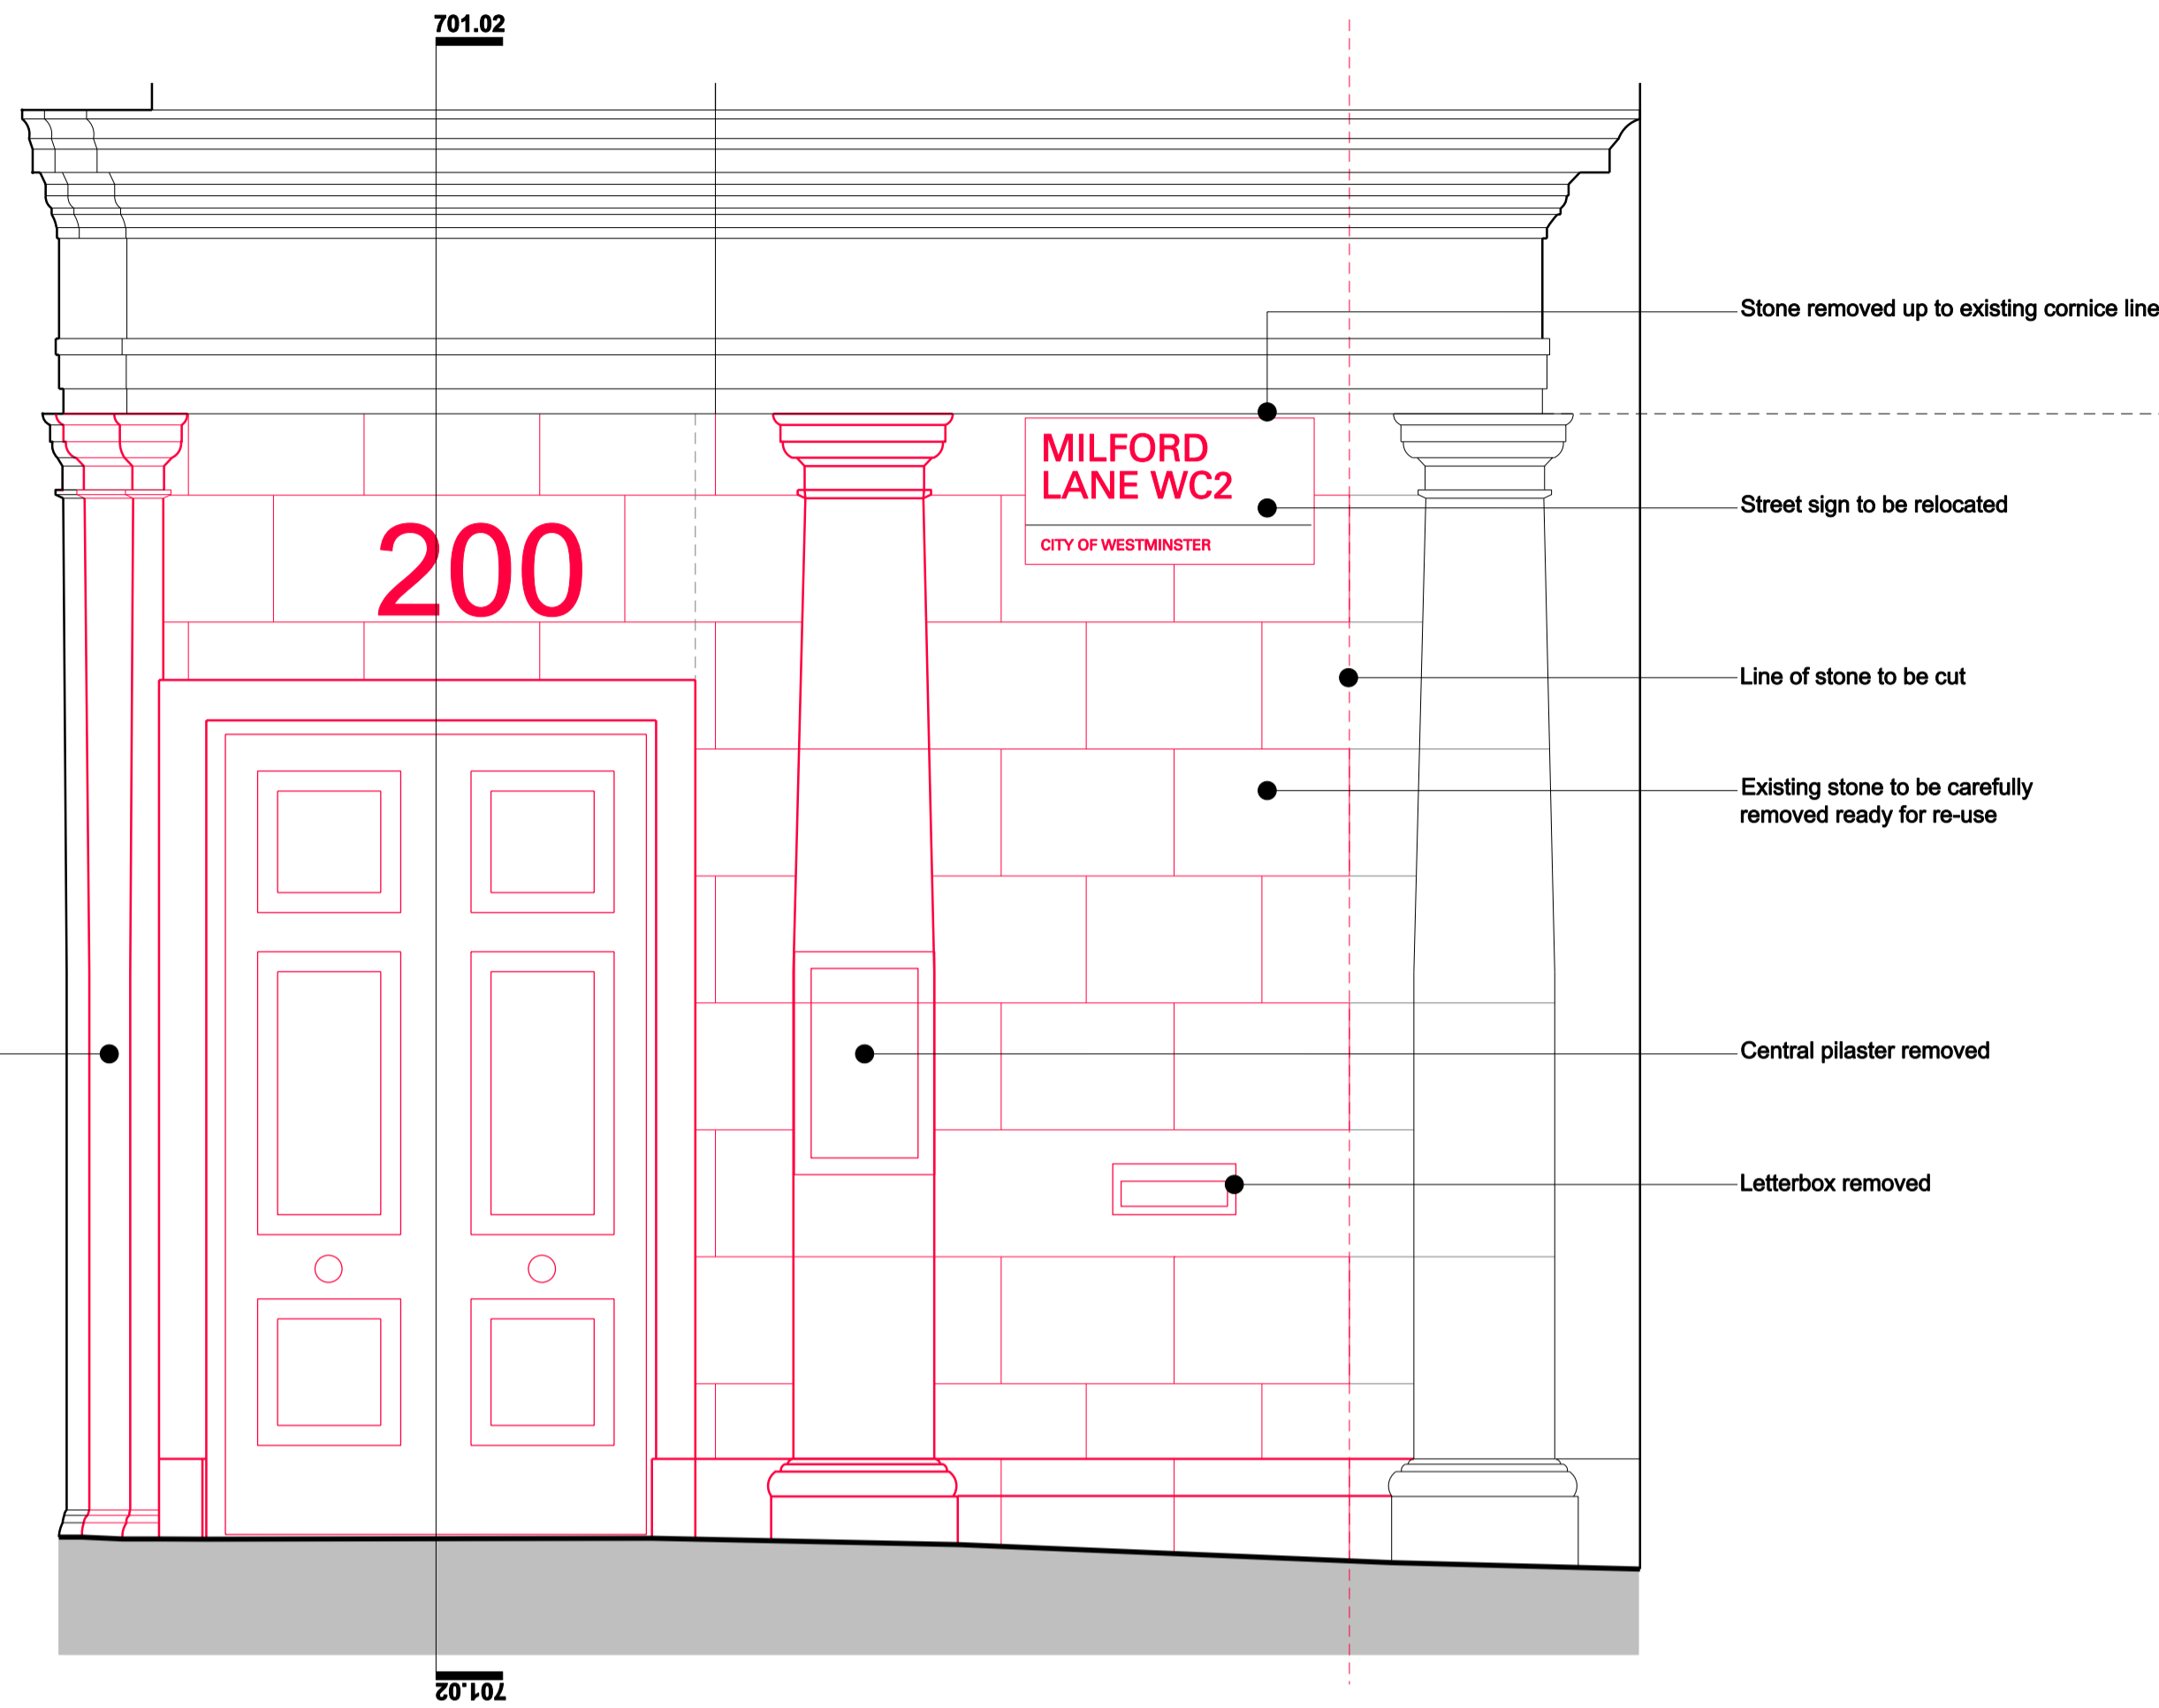 701.02
Stone removed up to existing cornice line
MILFORD
LANE WC2
Street sign to be relocated
CITY OF WESTMINSTER
200
Line of stone to be cut
Existing stone to be carefully
removed ready for re-use
Central pilaster removed
Letterbox removed
701.02